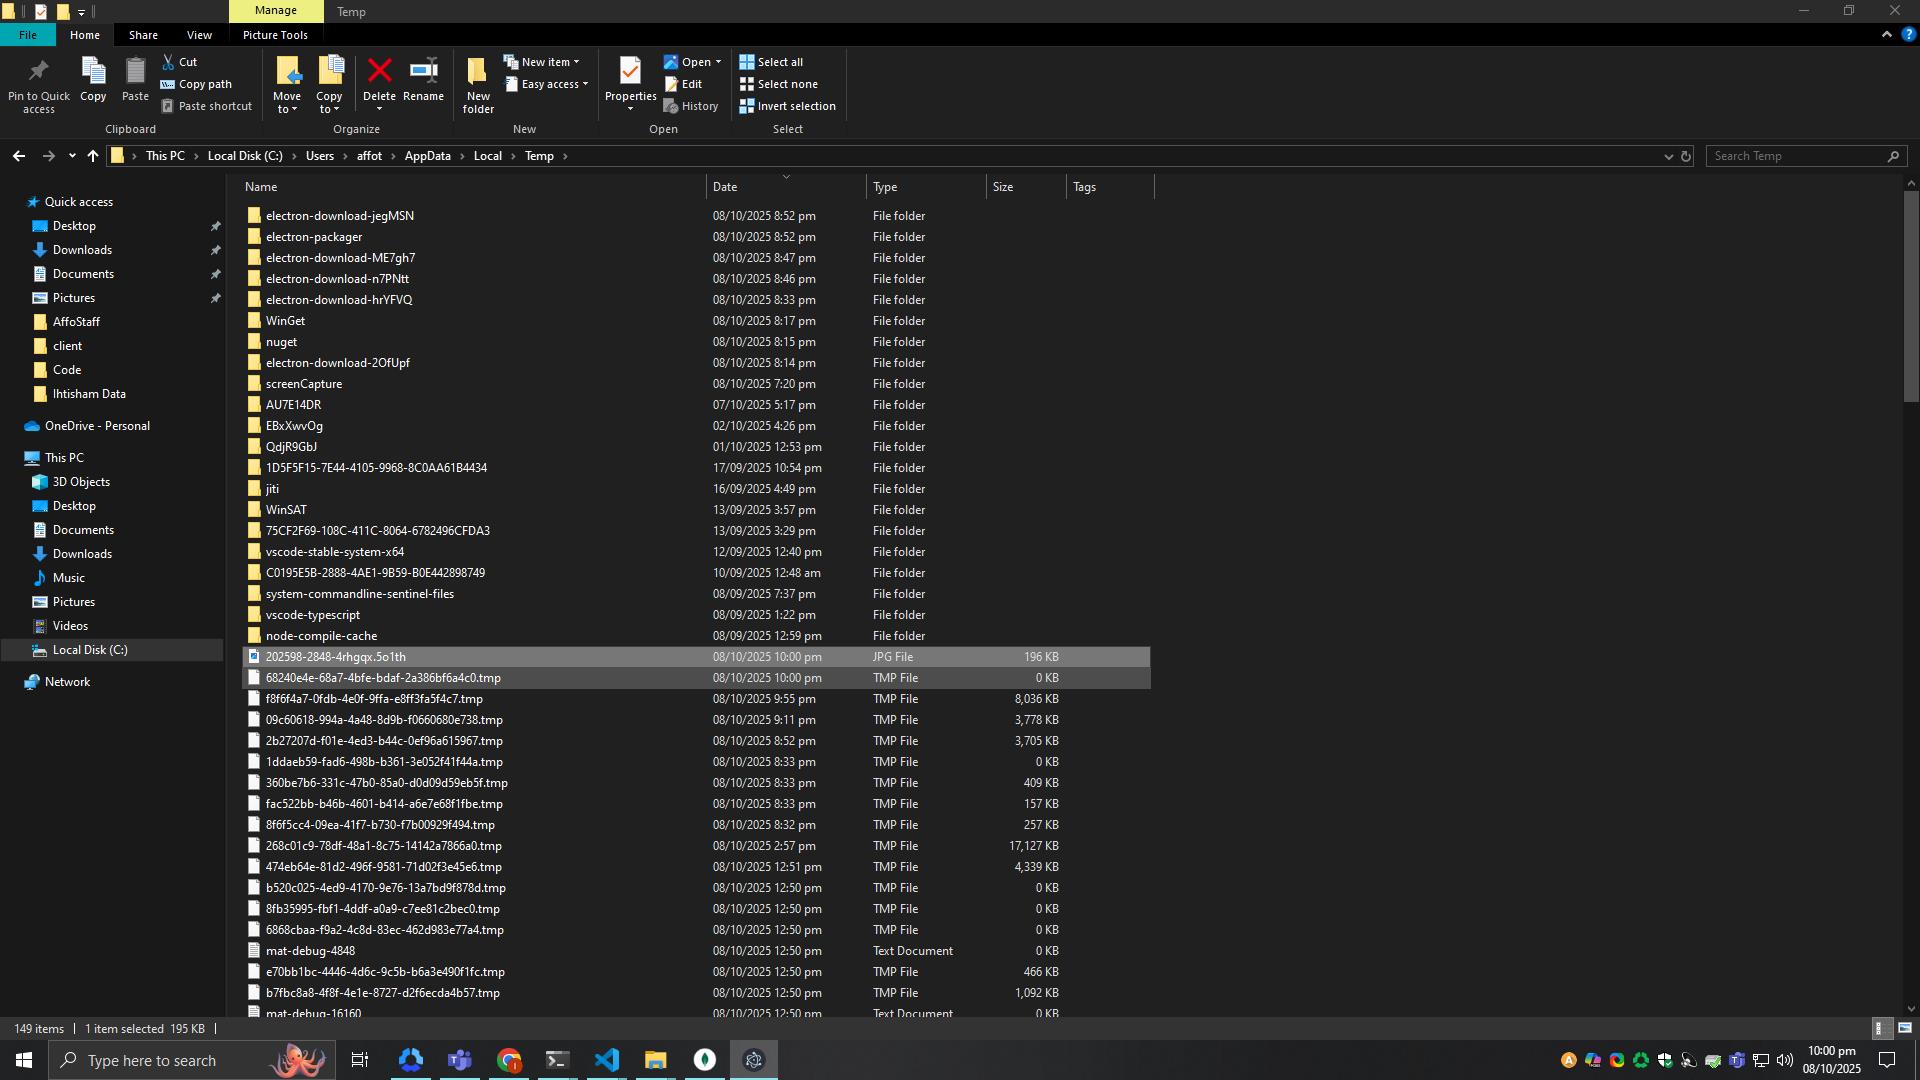 Manage
Temp
File
Home
Share
View
Picture Tools
Pin to Quick access
Copy
Paste
Cut
Copy path
Paste shortcut
Clipboard
Move to
Copy to
Delete
Rename
Organize
New folder
New item
Easy access
New
Properties
Open
Edit
History
Open
Select all
Select none
Invert selection
Select
This PC > Local Disk (C:) > Users > affot > AppData > Local > Temp >
Search Temp
Quick access
Desktop
Downloads
Documents
Pictures
AffoStaff
client
Code
Ihtisham Data
OneDrive - Personal
This PC
3D Objects
Desktop
Documents
Downloads
Music
Pictures
Videos
Local Disk (C:)
Network
Name Date Type Size Tags
electron-download-jegMSN 08/10/2025 8:52 pm File folder
electron-packager 08/10/2025 8:52 pm File folder
electron-download-ME7gh7 08/10/2025 8:47 pm File folder
electron-download-n7PNtt 08/10/2025 8:46 pm File folder
electron-download-hrYFVQ 08/10/2025 8:33 pm File folder
WinGet 08/10/2025 8:17 pm File folder
nuget 08/10/2025 8:15 pm File folder
electron-download-2OfUpf 08/10/2025 8:14 pm File folder
screenCapture 08/10/2025 7:20 pm File folder
AU7E14DR 07/10/2025 5:17 pm File folder
EBxXwvOg 02/10/2025 4:26 pm File folder
QdjR9GbJ 01/10/2025 12:53 pm File folder
1D5F5F15-7E44-4105-9968-8C0AA61B4434 17/09/2025 10:54 pm File folder
jiti 16/09/2025 4:49 pm File folder
WinSAT 13/09/2025 3:57 pm File folder
75CF2F69-108C-411C-8064-6782496CFDA3 13/09/2025 3:29 pm File folder
vscode-stable-system-x64 12/09/2025 12:40 pm File folder
C0195E5B-2888-4AE1-9B59-B0E442898749 10/09/2025 12:48 am File folder
system-commandline-sentinel-files 08/09/2025 7:37 pm File folder
vscode-typescript 08/09/2025 1:22 pm File folder
node-compile-cache 08/09/2025 12:59 pm File folder
202598-2848-4rhgqx.5o1th 08/10/2025 10:00 pm JPG File 196 KB
68240e4e-68a7-4bfe-bdaf-2a386bf6a4c0.tmp 08/10/2025 10:00 pm TMP File 0 KB
f8f6f4a7-0fdb-4e0f-9ffa-e8ff3fa5f4c7.tmp 08/10/2025 9:55 pm TMP File 8,036 KB
09c60618-994a-4a48-8d9b-f0660680e738.tmp 08/10/2025 9:11 pm TMP File 3,778 KB
2b27207d-f01e-4ed3-b44c-0ef96a615967.tmp 08/10/2025 8:52 pm TMP File 3,705 KB
1ddaeb59-fad6-498b-b361-3e052f41f44a.tmp 08/10/2025 8:33 pm TMP File 0 KB
360be7b6-331c-47b0-85a0-d0d09d59eb5f.tmp 08/10/2025 8:33 pm TMP File 409 KB
fac522bb-b46b-4601-b414-a6e7e68f1fbe.tmp 08/10/2025 8:33 pm TMP File 157 KB
8f6f5cc4-09ea-41f7-b730-f7b00929f494.tmp 08/10/2025 8:32 pm TMP File 257 KB
268c01c9-78df-48a1-8c75-14142a7866a0.tmp 08/10/2025 2:57 pm TMP File 17,127 KB
474eb64e-81d2-496f-9581-71d02f3e45e6.tmp 08/10/2025 12:51 pm TMP File 4,339 KB
b520c025-4ed9-4170-9e76-13a7bd9f878d.tmp 08/10/2025 12:50 pm TMP File 0 KB
8fb35995-fbf1-4ddf-a0a9-c7ee81c2bec0.tmp 08/10/2025 12:50 pm TMP File 0 KB
6868cbaa-f9a2-4c8d-83ec-462d983e77a4.tmp 08/10/2025 12:50 pm TMP File 0 KB
mat-debug-4848 08/10/2025 12:50 pm Text Document 0 KB
e70bb1bc-4446-4d6c-9c5b-b6a3e490f1fc.tmp 08/10/2025 12:50 pm TMP File 466 KB
b7fbc8a8-4f8f-4e1e-8727-d2f6ecda4b57.tmp 08/10/2025 12:50 pm TMP File 1,092 KB
mat-debug-16160 08/10/2025 12:50 pm Text Document 0 KB
149 items | 1 item selected 195 KB |
Type here to search
10:00 pm
08/10/2025